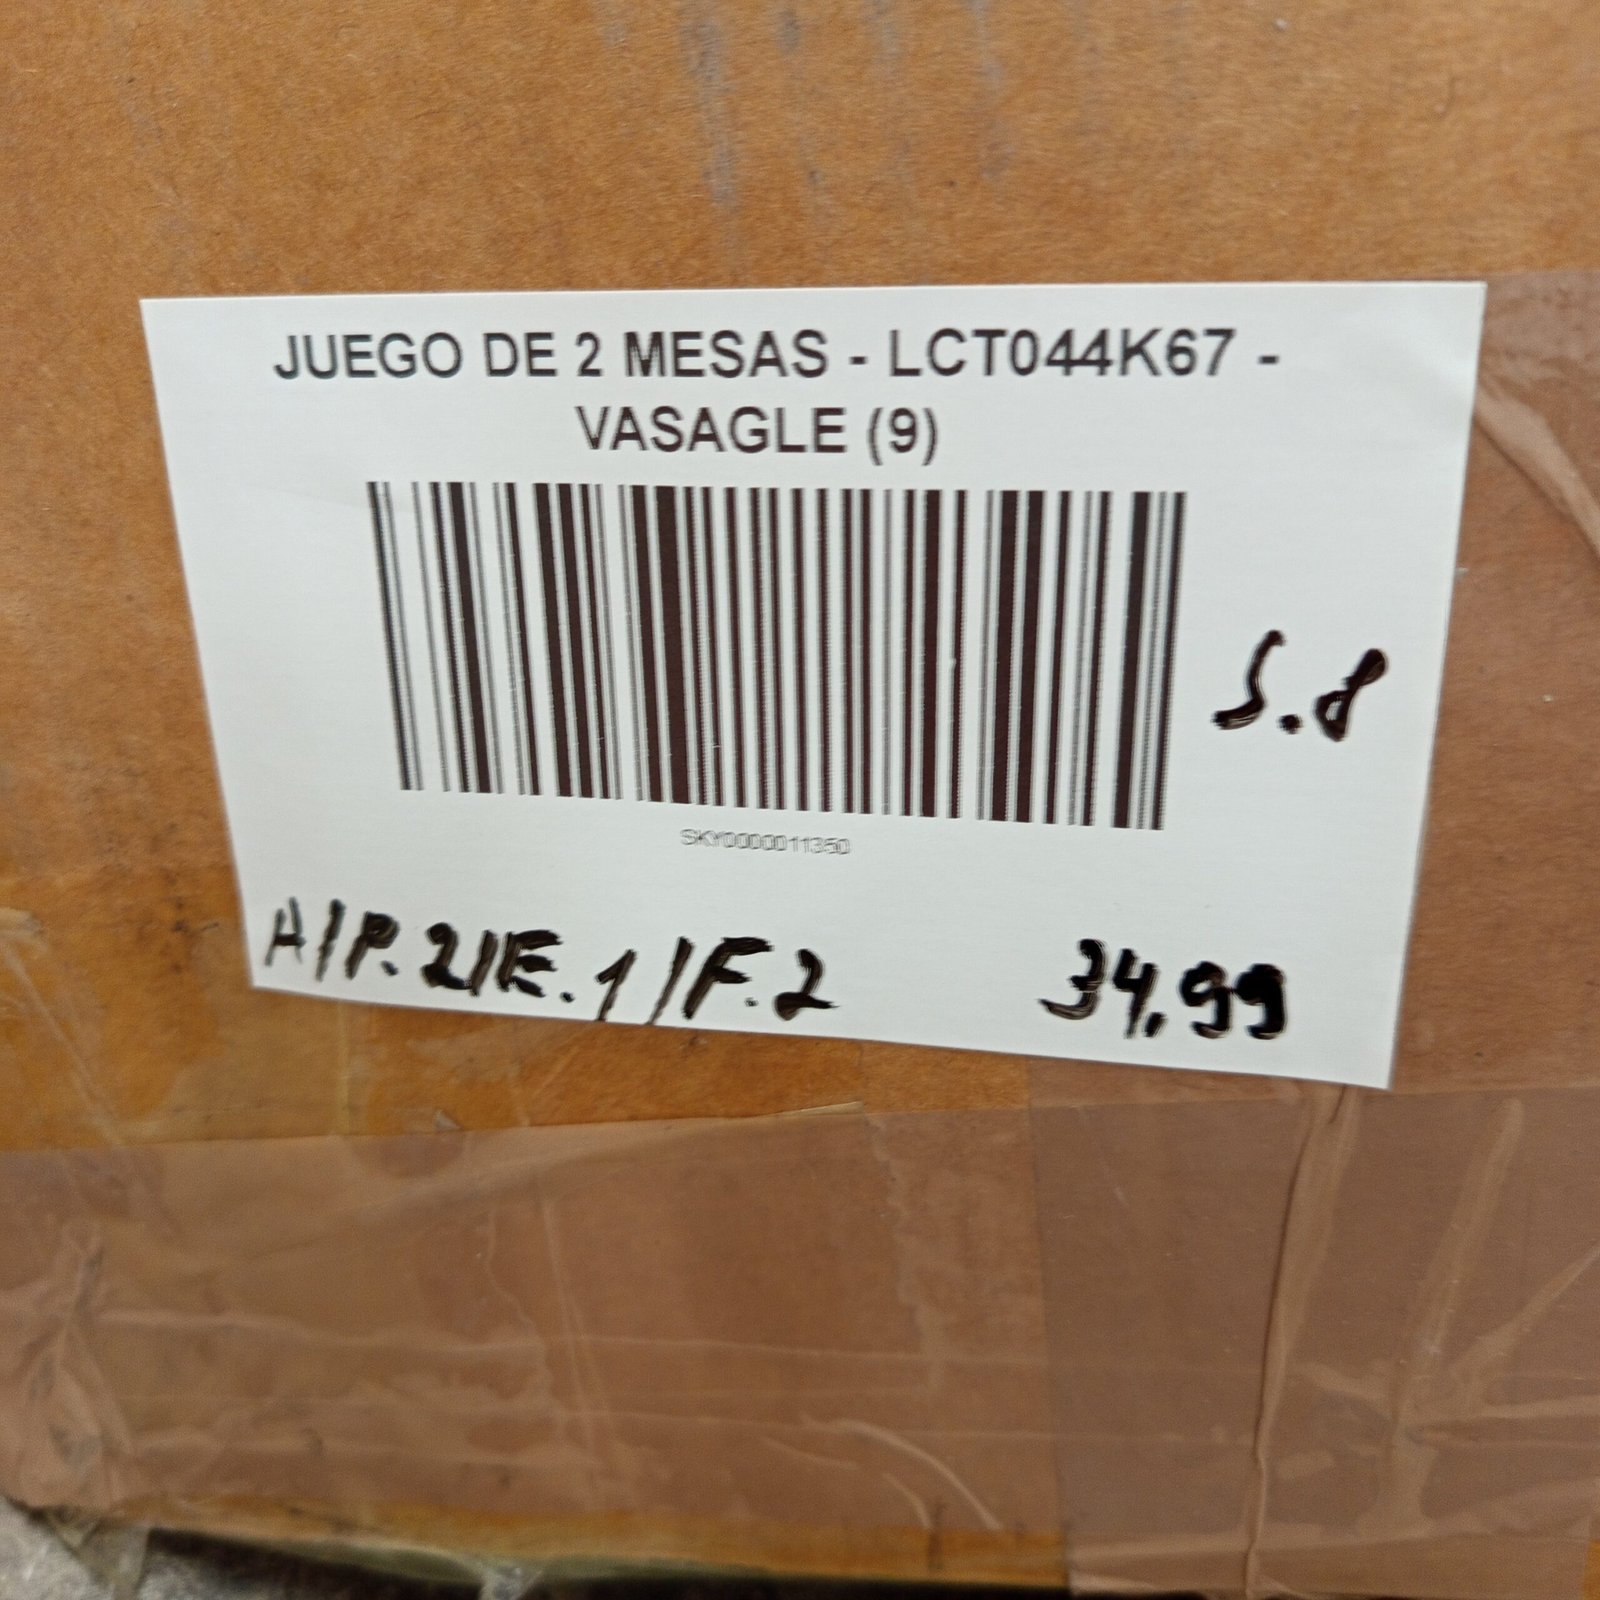 JUEGO DE 2 MESAS - LCT044K67 -
VASAGLE (9)
S.8
SKY0000011350
A/P.2/E.1/F.2
34,99